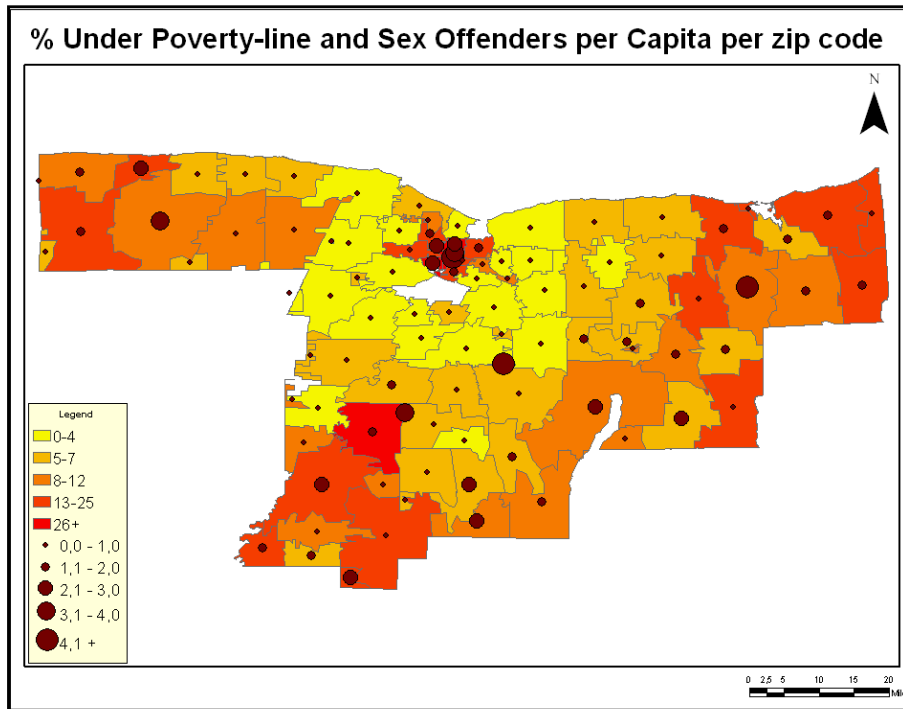 % Under Poverty-line and Sex Offenders per Capita per zip code
N
Legend
0-4
5-7
8-12
13-25
26+
0,0 - 1,0
1,1 - 2,0
2,1 - 3,0
3,1 - 4,0
4,1 +
0 2,5 5 10 15 20
Mile